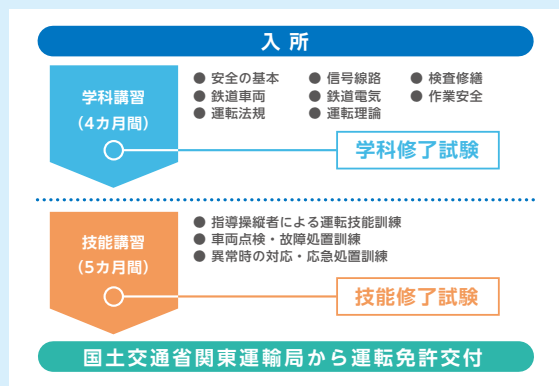 入所
学科講習
(4カ月間)
● 安全の基本
● 鉄道車両
● 運転法規
● 信号線路
● 鉄道電気
● 運転理論
● 検査修繕
● 作業安全
学科修了試験
技能講習
(5カ月間)
● 指導操縦者による運転技能訓練
● 車両点検・故障処置訓練
● 異常時の対応・応急処置訓練
技能修了試験
国土交通省関東運輸局から運転免許交付